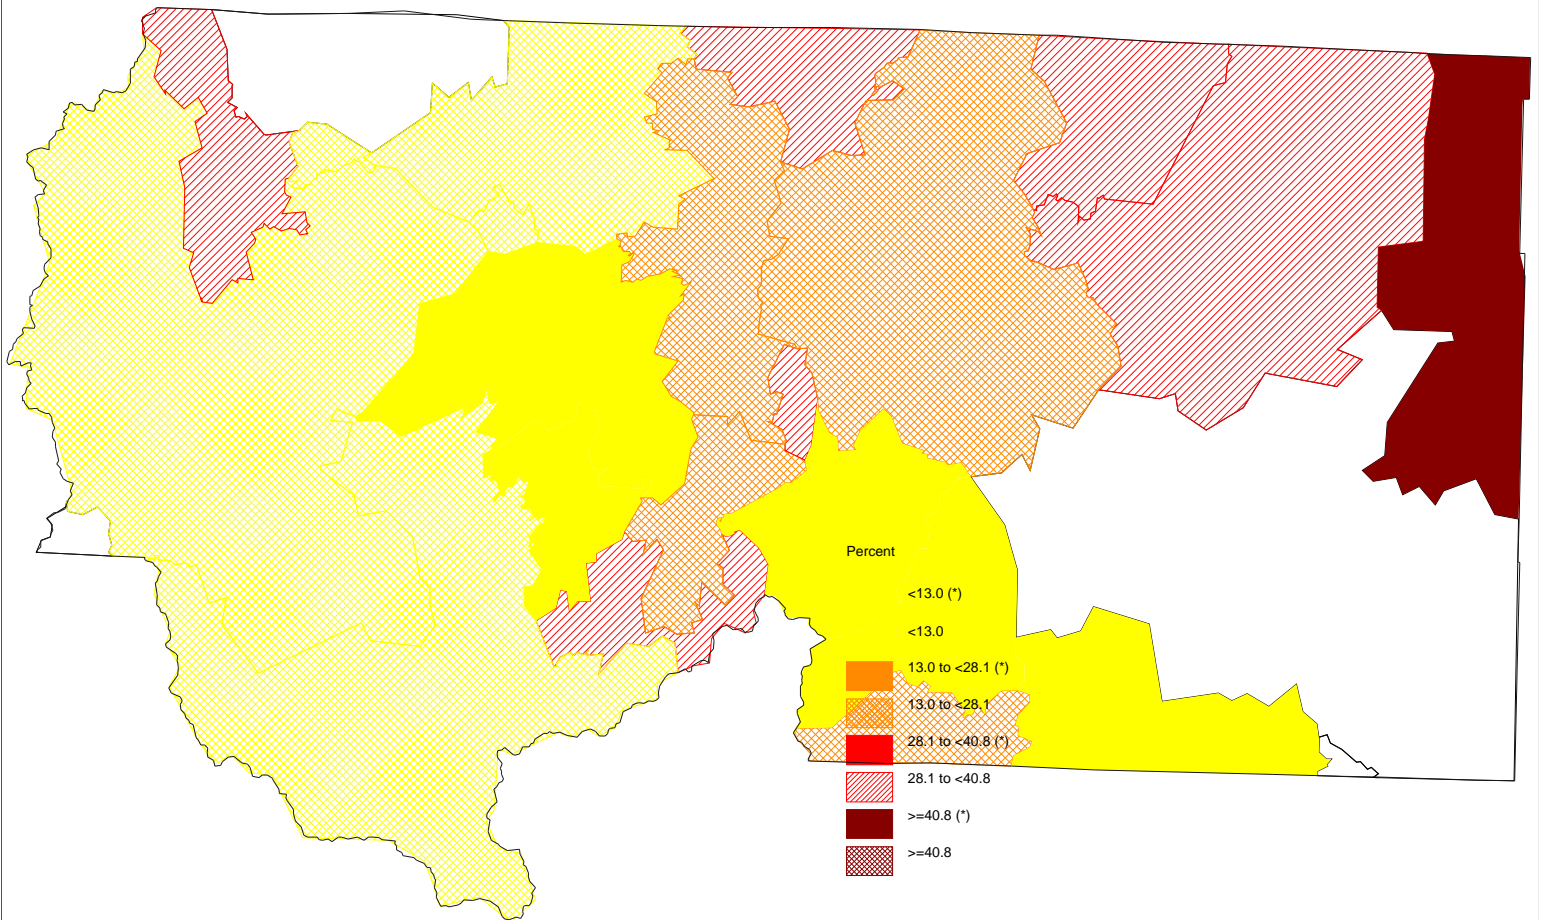 Percent
<13.0 (*)
<13.0
13.0 to <28.1 (*)
13.0 to <28.1
28.1 to <40.8 (*)
28.1 to <40.8
>=40.8 (*)
>=40.8